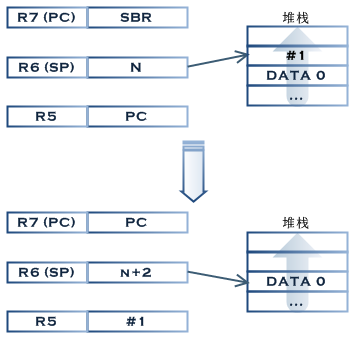 R7 (PC) SBR
堆栈
R6 (SP) N
#1
DATA 0
...
R5 PC
R7 (PC) PC
堆栈
R6 (SP) N+2
DATA 0
...
R5 #1